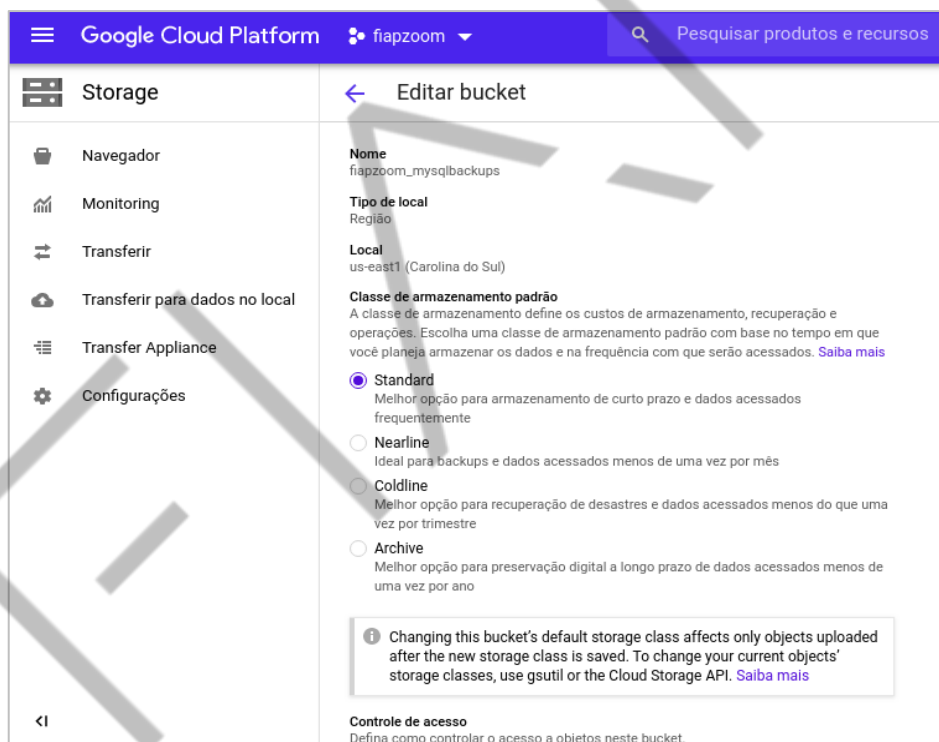 Google Cloud Platform
fiapzoom
Pesquisar produtos e recursos
Storage
Editar bucket
Navegador
Monitoring
Transferir
Transferir para dados no local
Transfer Appliance
Configurações
Nome
fiapzoom_mysqlbackups
Tipo de local
Região
Local
us-east1 (Carolina do Sul)
Classe de armazenamento padrão
A classe de armazenamento define os custos de armazenamento, recuperação e
operações. Escolha uma classe de armazenamento padrão com base no tempo em que
você planeja armazenar os dados e na frequência com que serão acessados. Saiba mais
Standard
Melhor opção para armazenamento de curto prazo e dados acessados
frequentemente
Nearline
Ideal para backups e dados acessados menos de uma vez por mês
Coldline
Melhor opção para recuperação de desastres e dados acessados menos do que uma
vez por trimestre
Archive
Melhor opção para preservação digital a longo prazo de dados acessados menos de
uma vez por ano
Changing this bucket's default storage class affects only objects uploaded
after the new storage class is saved. To change your current objects'
storage classes, use gsutil or the Cloud Storage API. Saiba mais
Controle de acesso
Defina como controlar o acesso a objetos neste bucket.